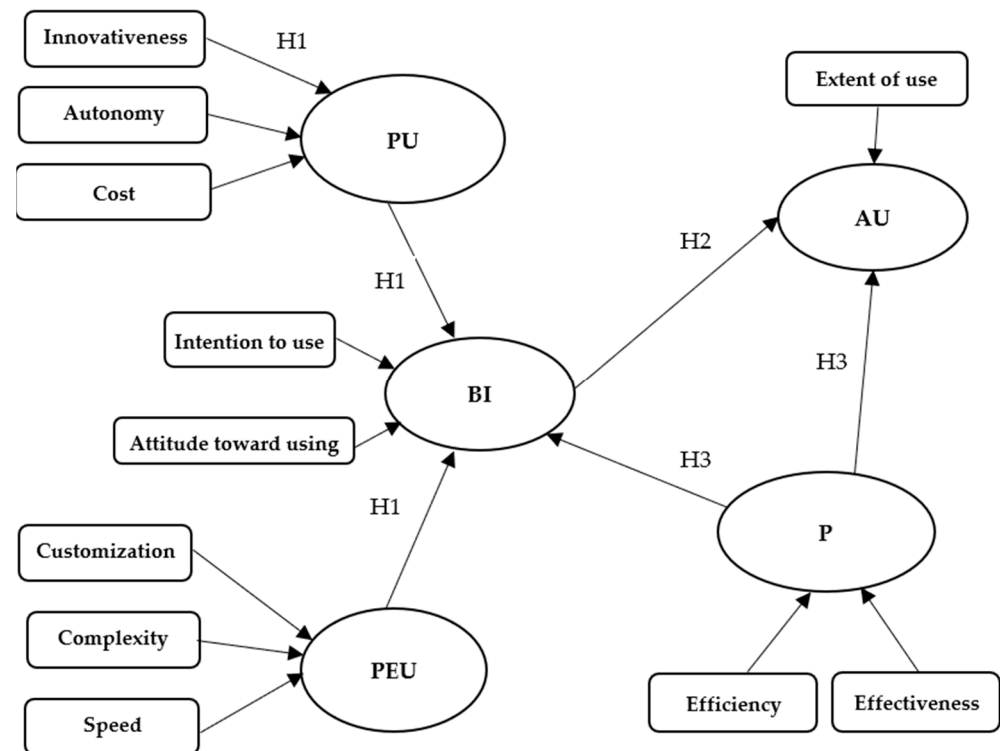 Innovativeness
H1
Extent of use
Autonomy
PU
Cost
AU
H2
H1
Intention to use
H3
BI
Attitude toward using
H3
H1
Customization
P
Complexity
PEU
Speed
Efficiency
Effectiveness